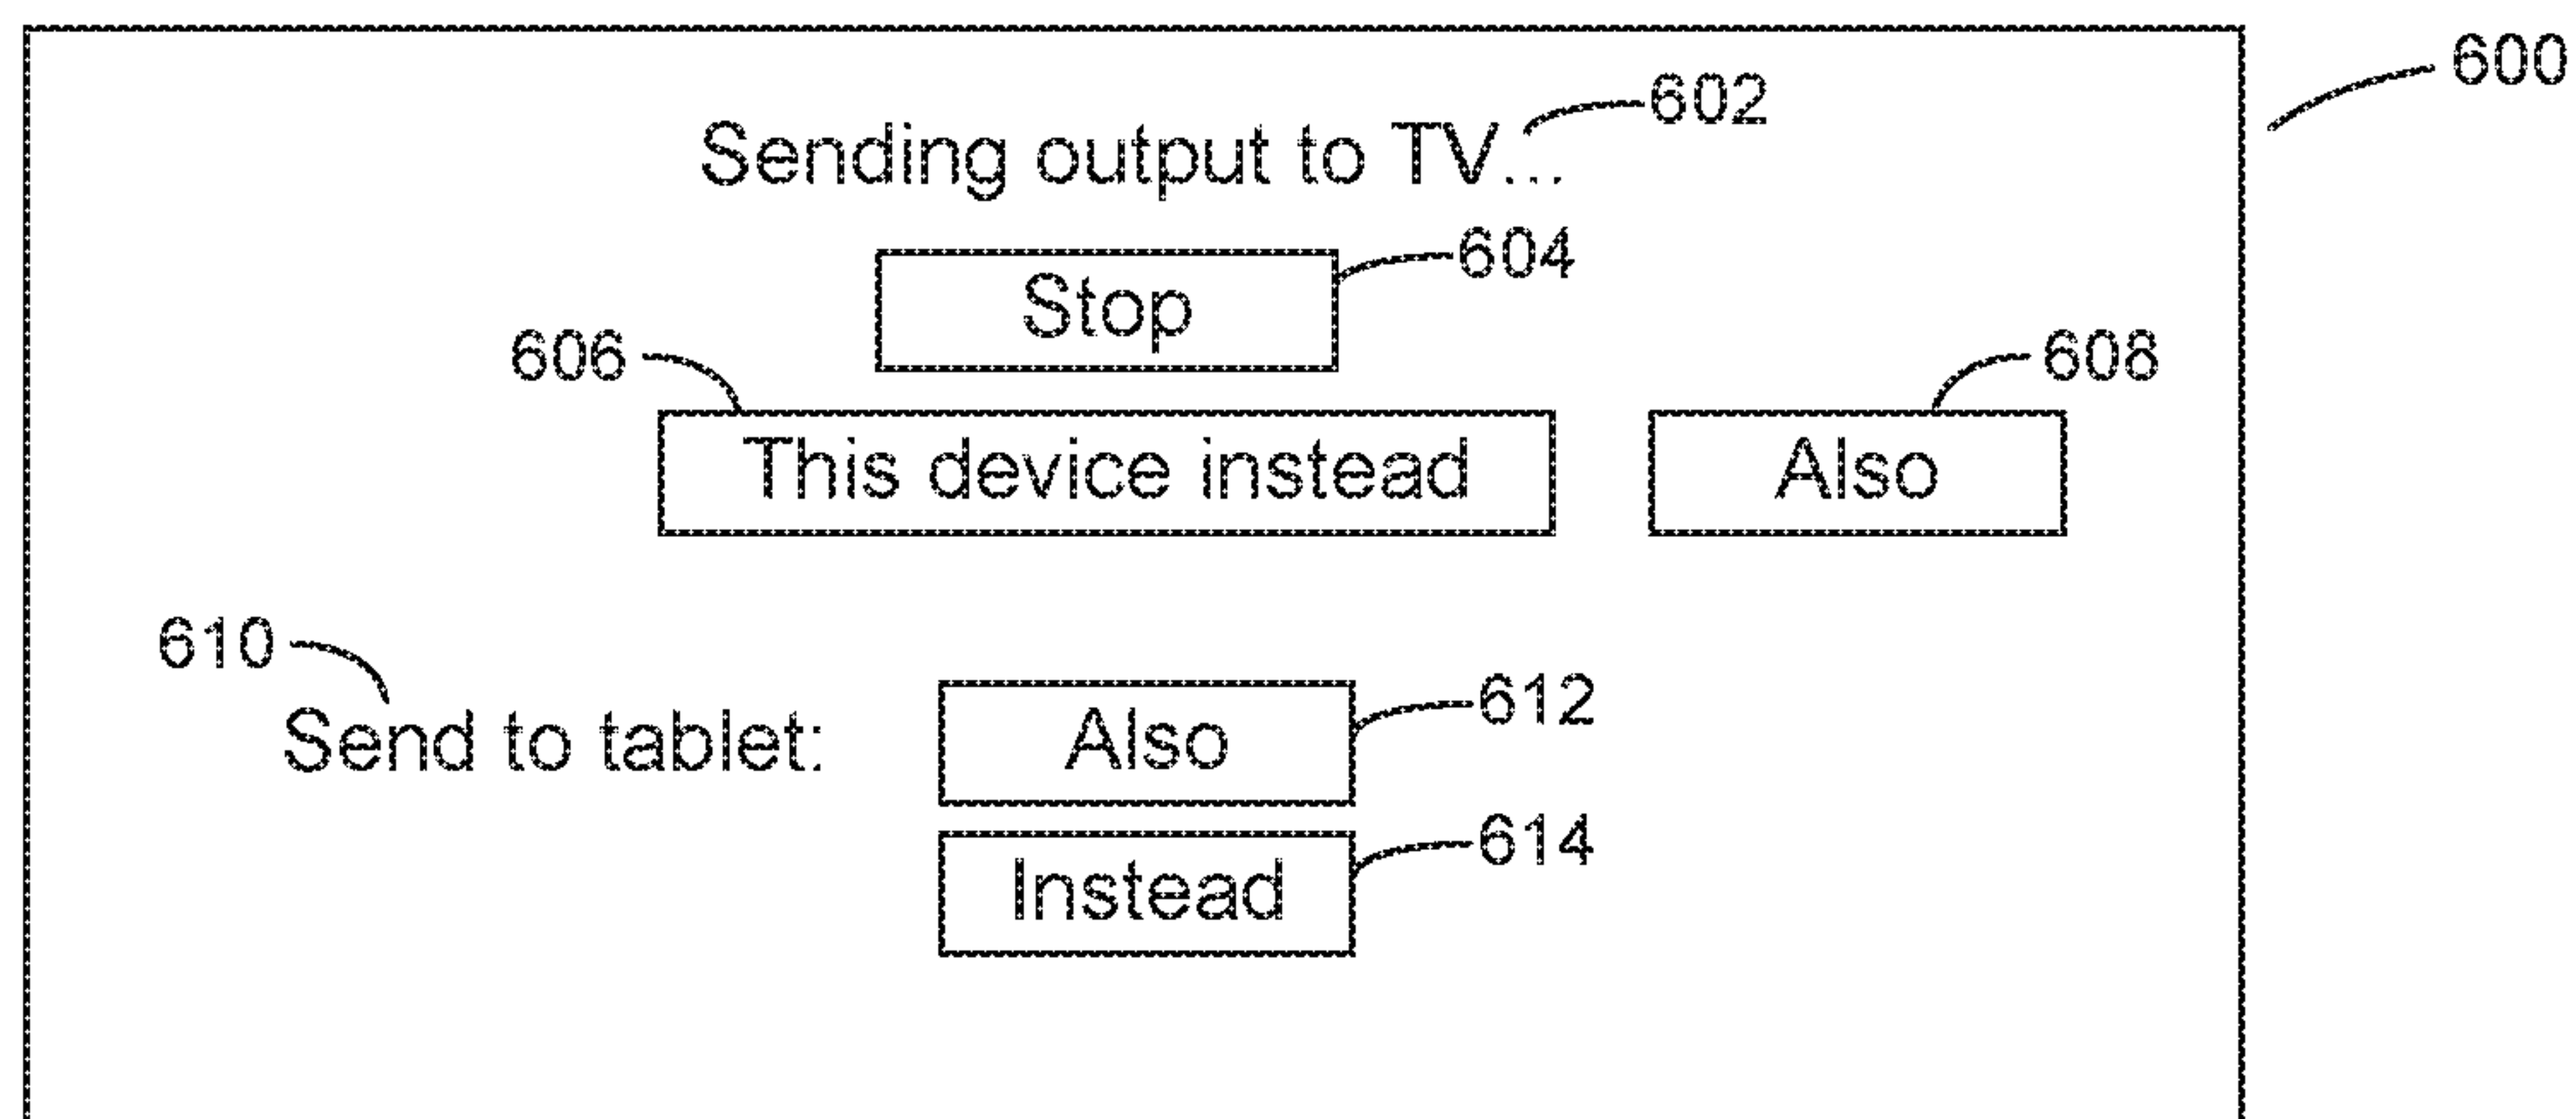 600
Sending output to TV... 602
Stop 604
606 608
This device instead Also
610
Send to tablet: Also 612
Instead 614